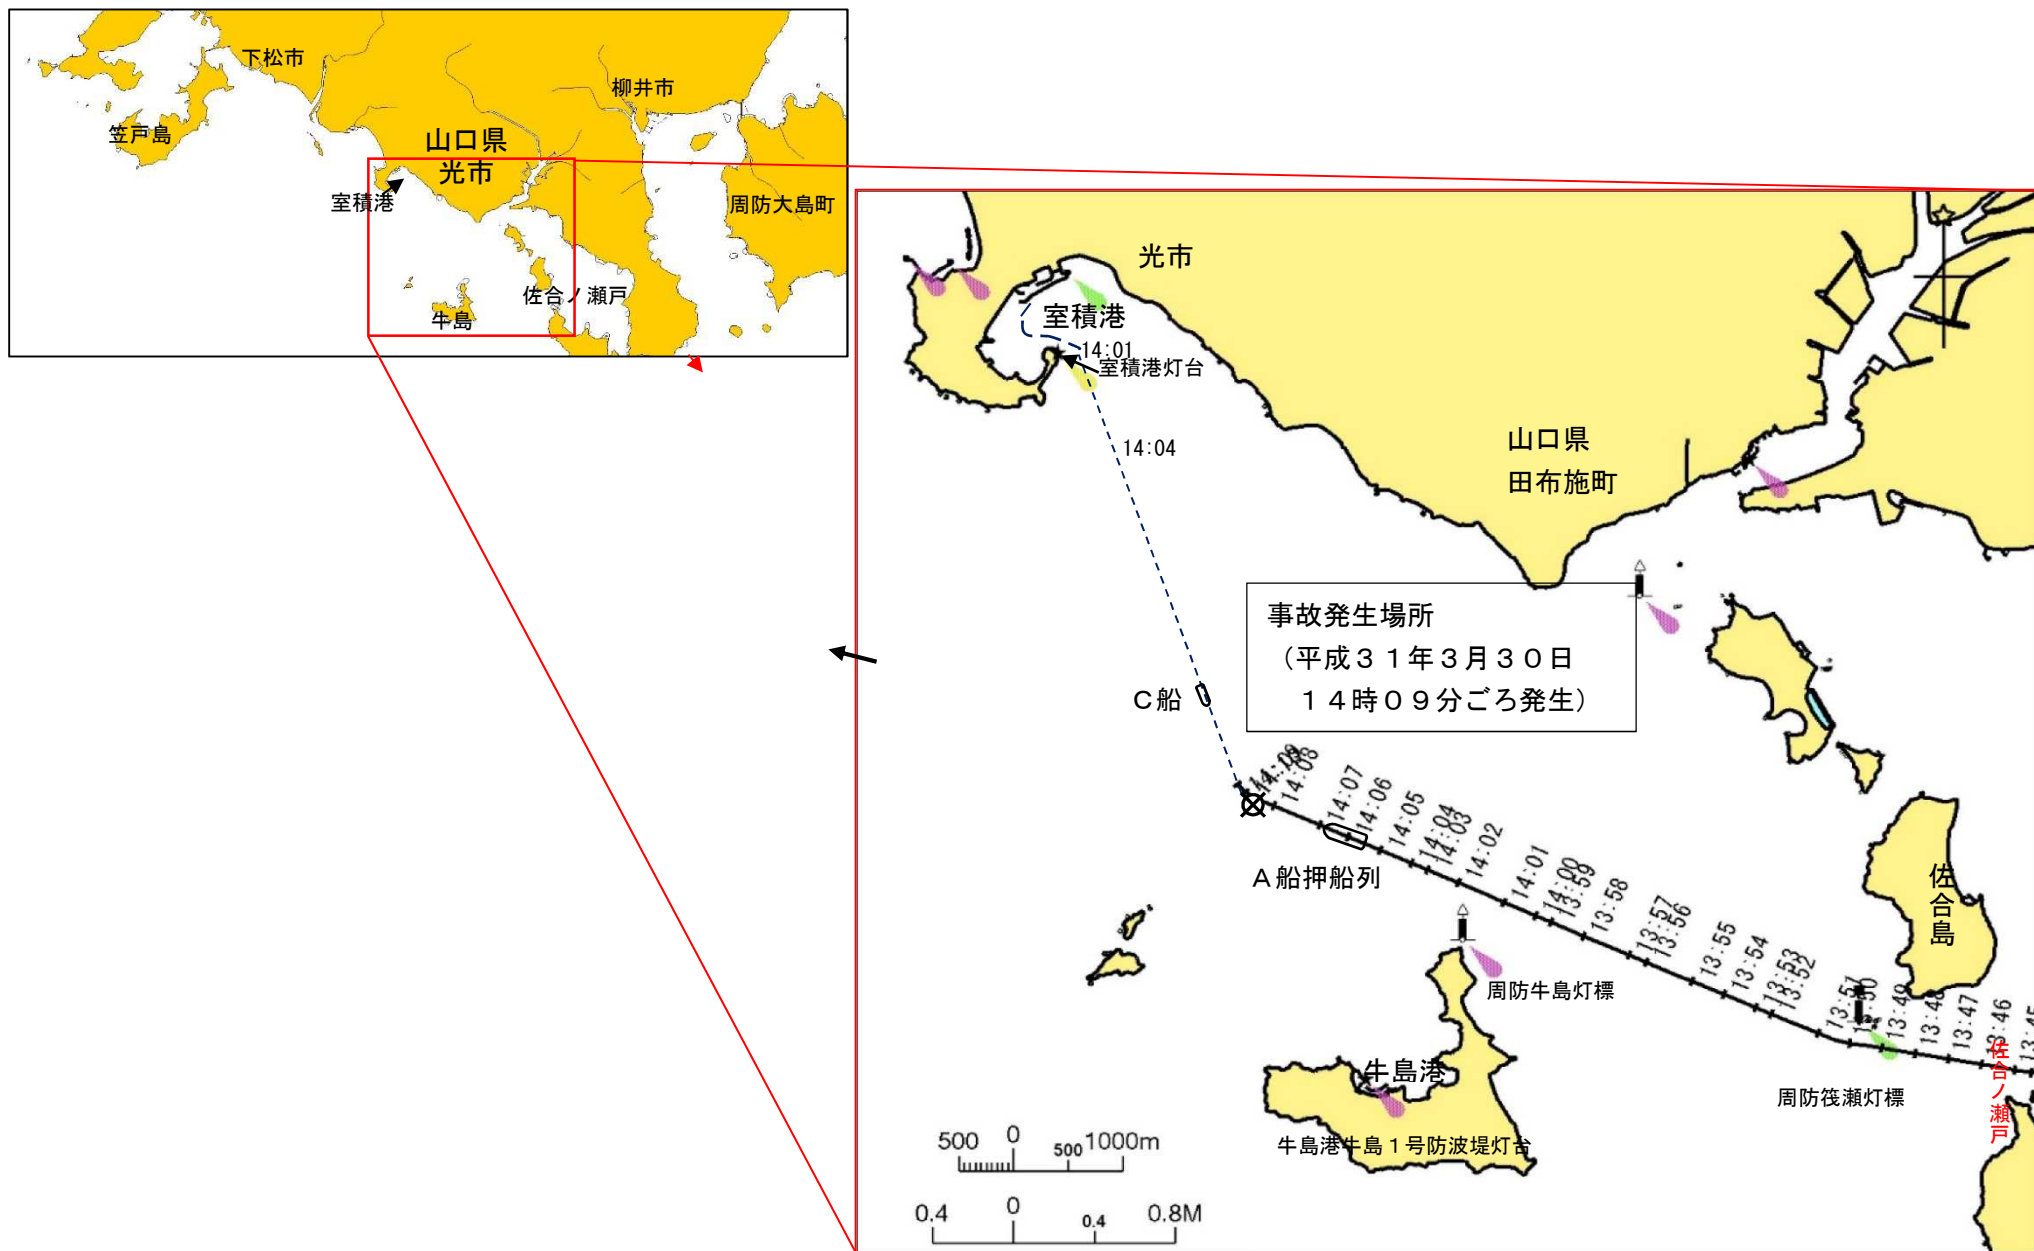 下松市
柳井市
笠戸島
山口県
光市
室積港
周防大島町
佐合ノ瀬戸
牛島
光市
室積港
14:01
室積港灯台
14:04
山口県
田布施町
事故発生場所
（平成３１年３月３０日
１４時０９分ごろ発生）
Ｃ船
14:09
14:08
14:07
14:06
14:05
14:04
14:03
14:02
14:01
14:00
13:59
13:58
13:57
13:56
13:55
13:54
13:53
13:52
13:51
13:50
13:49
13:48
13:47
13:46
13:45
Ａ船押船列
佐合島
周防牛島灯標
周防筏瀬灯標
佐合ノ瀬戸
牛島港
牛島港牛島１号防波堤灯台
500 0 500 1000m
0.4 0 0.4 0.8M